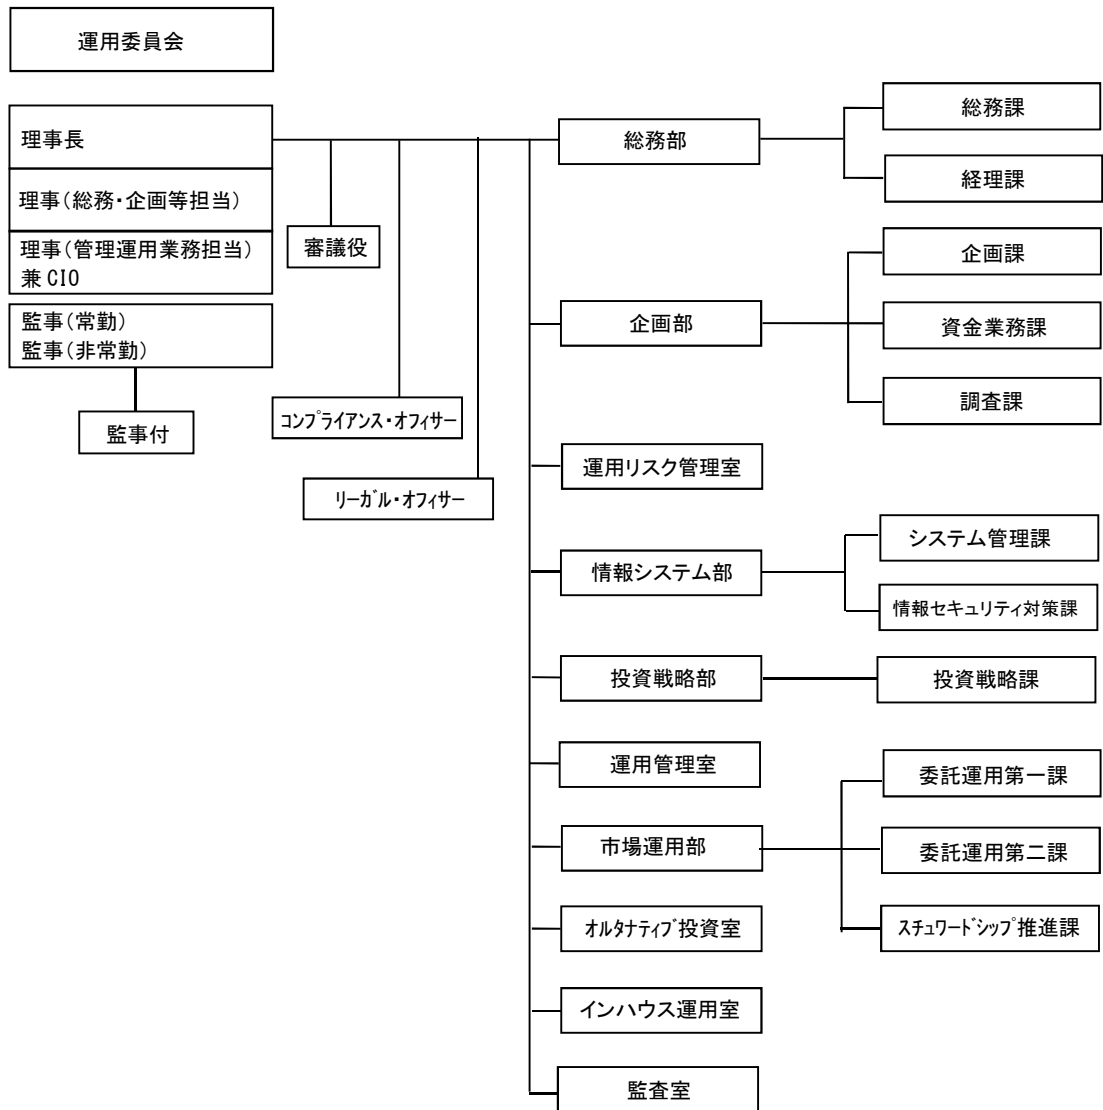 運用委員会
理事長
理事(総務・企画等担当)
理事(管理運用業務担当)
兼 CIO
監事(常勤)
監事(非常勤)
監事付
審議役
コンプライアンス・オフィサー
リーガル・オフィサー
総務部
総務課
経理課
企画部
企画課
資金業務課
調査課
運用リスク管理室
情報システム部
システム管理課
情報セキュリティ対策課
投資戦略部
投資戦略課
運用管理室
市場運用部
委託運用第一課
委託運用第二課
スチュワードシップ推進課
オルタナティブ投資室
インハウス運用室
監査室